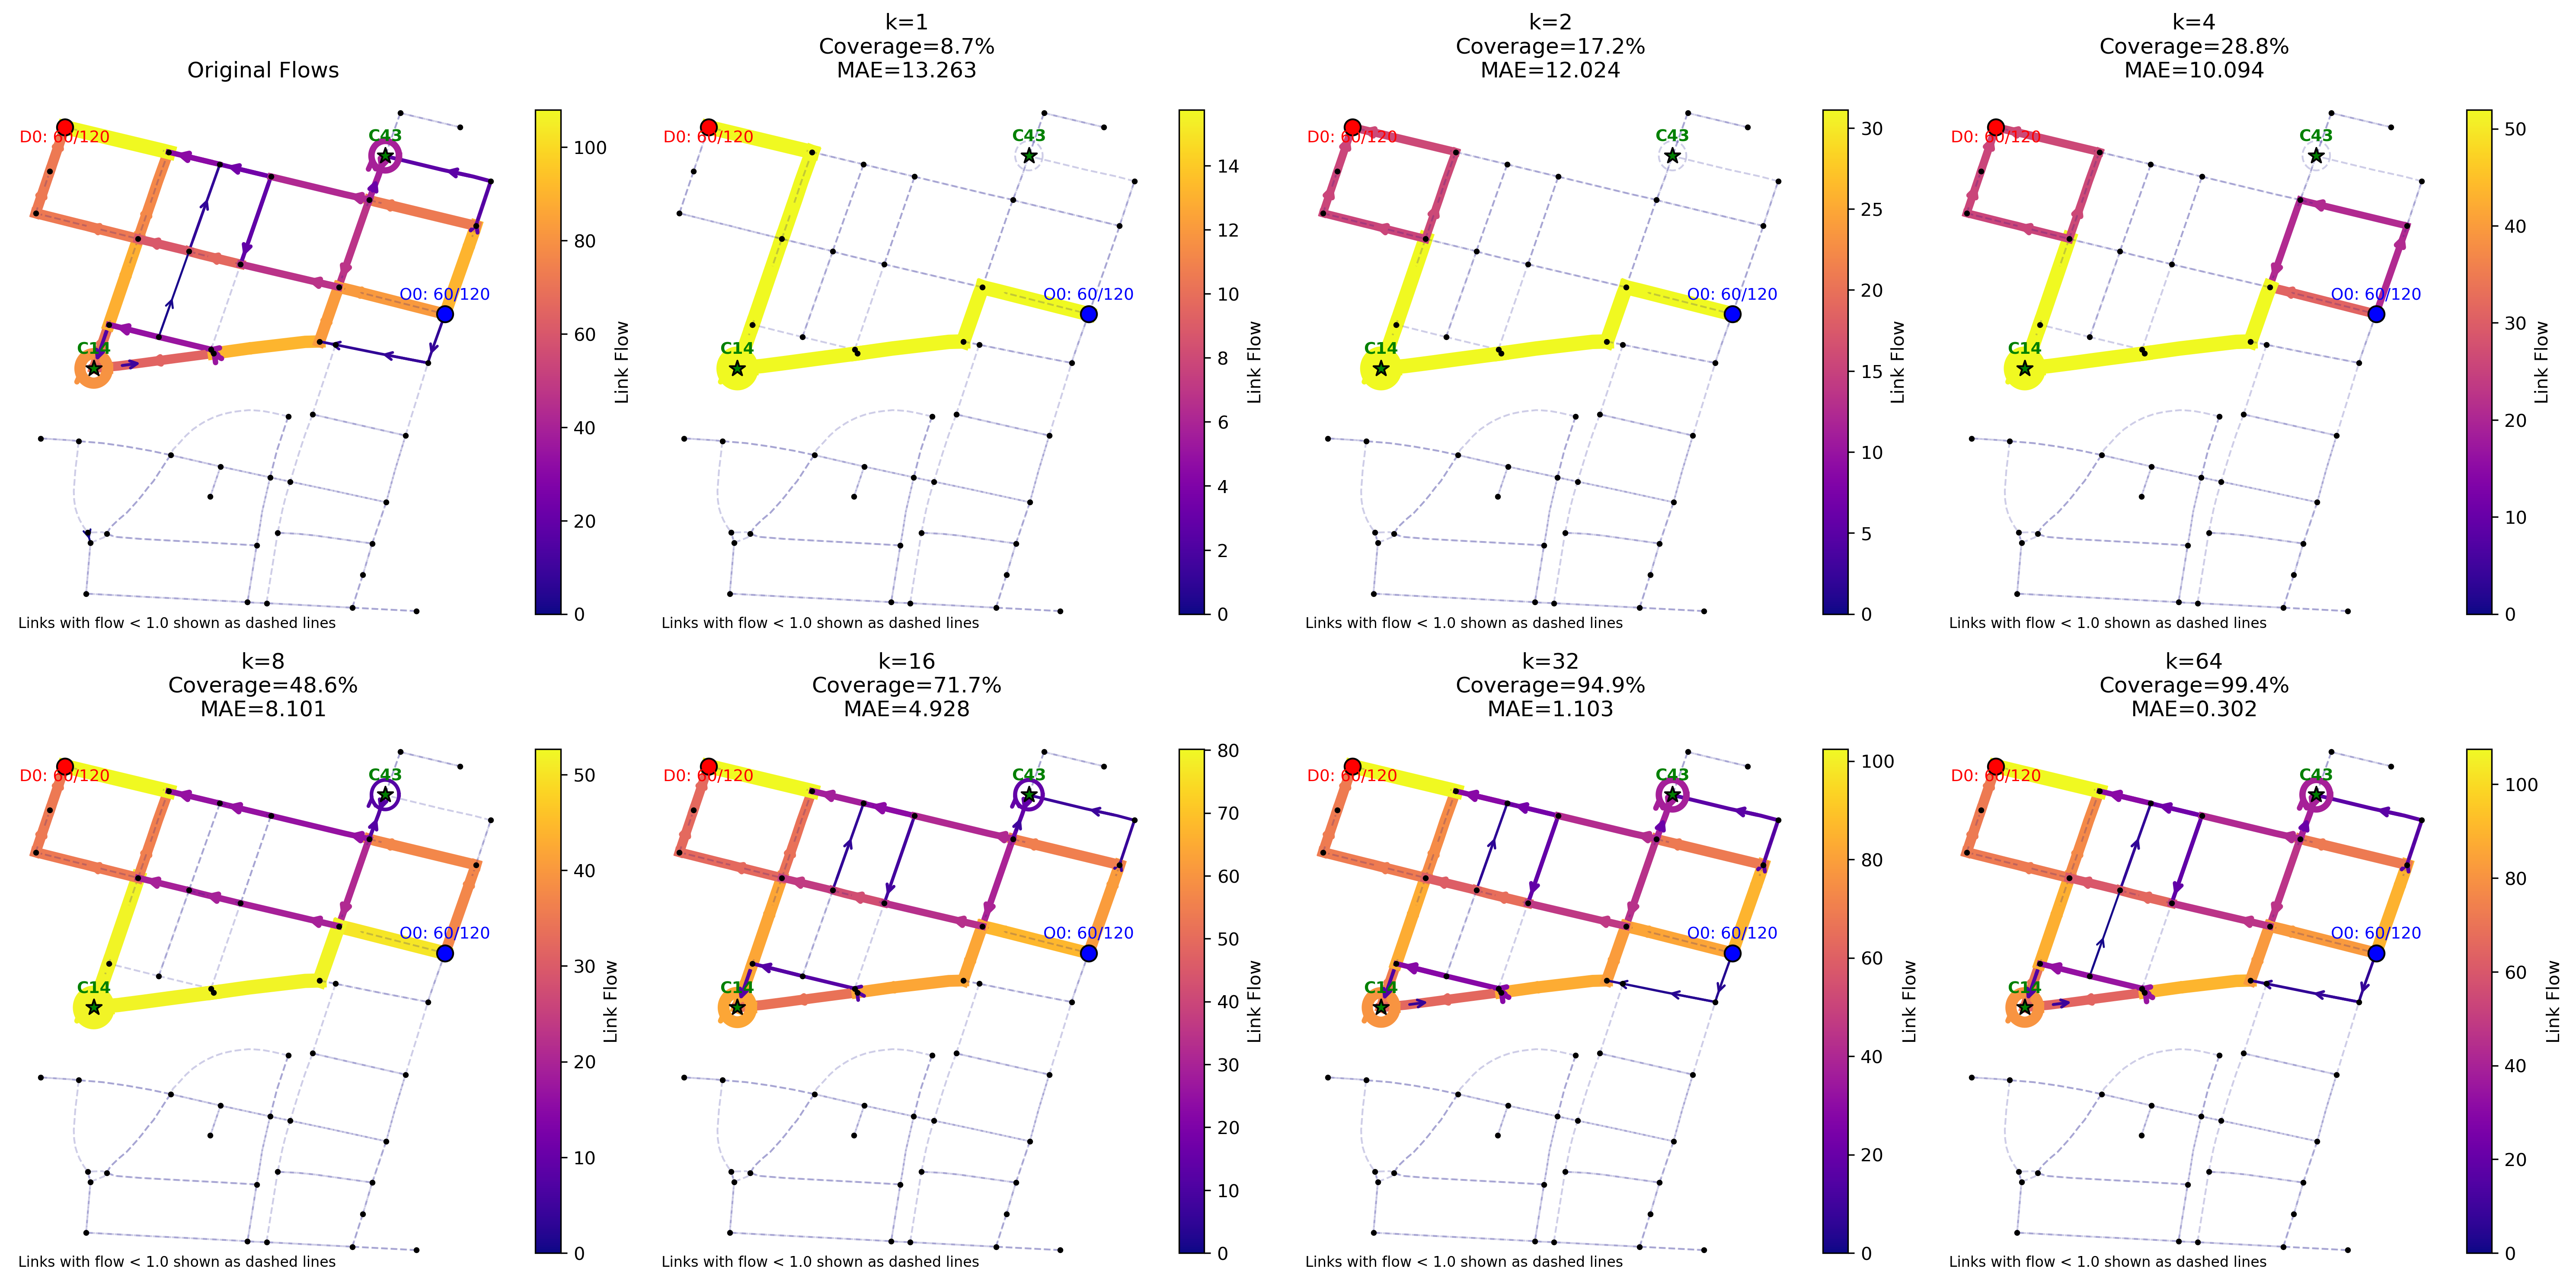 Original Flows
D0: 60/120
C43
O0: 60/120
C14
100
80
60
40
20
0
Link Flow
Links with flow < 1.0 shown as dashed lines
k=1
Coverage=8.7%
MAE=13.263
D0: 60/120
C43
O0: 60/120
C14
14
12
10
8
6
4
2
0
Link Flow
Links with flow < 1.0 shown as dashed lines
k=2
Coverage=17.2%
MAE=12.024
D0: 60/120
C43
O0: 60/120
C14
30
25
20
15
10
5
0
Link Flow
Links with flow < 1.0 shown as dashed lines
k=4
Coverage=28.8%
MAE=10.094
D0: 60/120
C43
O0: 60/120
C14
50
40
30
20
10
0
Link Flow
Links with flow < 1.0 shown as dashed lines
k=8
Coverage=48.6%
MAE=8.101
D0: 60/120
C43
O0: 60/120
C14
50
40
30
20
10
0
Link Flow
Links with flow < 1.0 shown as dashed lines
k=16
Coverage=71.7%
MAE=4.928
D0: 60/120
C43
O0: 60/120
C14
80
70
60
50
40
30
20
10
0
Link Flow
Links with flow < 1.0 shown as dashed lines
k=32
Coverage=94.9%
MAE=1.103
D0: 60/120
C43
O0: 60/120
C14
100
80
60
40
20
0
Link Flow
Links with flow < 1.0 shown as dashed lines
k=64
Coverage=99.4%
MAE=0.302
D0: 60/120
C43
O0: 60/120
C14
100
80
60
40
20
0
Link Flow
Links with flow < 1.0 shown as dashed lines